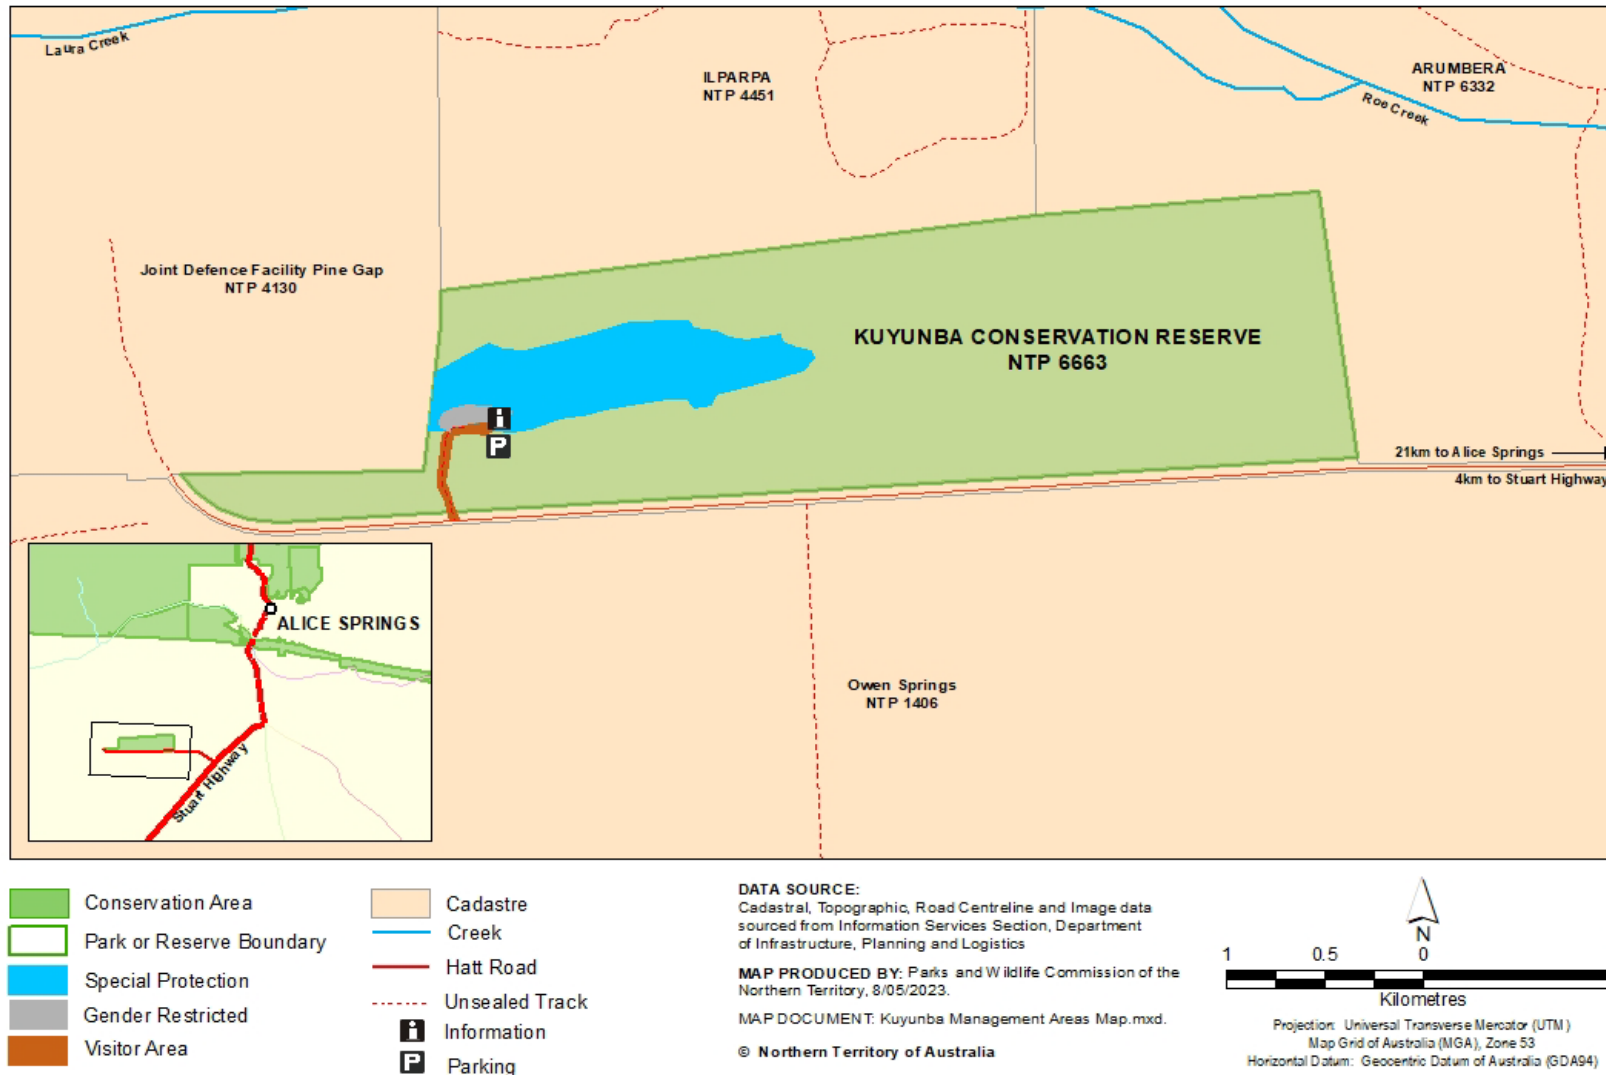 Laura Creek
ILPARPA
NTP 4451
ARUMBERA
NTP 6332
Roe Creek
Joint Defence Facility Pine Gap
NTP 4130
KUYUNBA CONSERVATION RESERVE
NTP 6663
i
P
21km to Alice Springs
4km to Stuart Highway
ALICE SPRINGS
Stuart Highway
Owen Springs
NTP 1406
Conservation Area
Park or Reserve Boundary
Special Protection
Gender Restricted
Visitor Area
Cadastre
Creek
Hatt Road
Unsealed Track
i Information
P Parking
DATA SOURCE:
Cadastral, Topographic, Road Centreline and Image data
sourced from Information Services Section, Department
of Infrastructure, Planning and Logistics
MAP PRODUCED BY: Parks and Wildlife Commission of the
Northern Territory, 8/05/2023.
MAP DOCUMENT: Kuyunba Management Areas Map.mxd.
© Northern Territory of Australia
N
1 0.5 0
Kilometres
Projection: Universal Transverse Mercator (UTM)
Map Grid of Australia (MGA), Zone 53
Horizontal Datum: Geocentric Datum of Australia (GDA94)